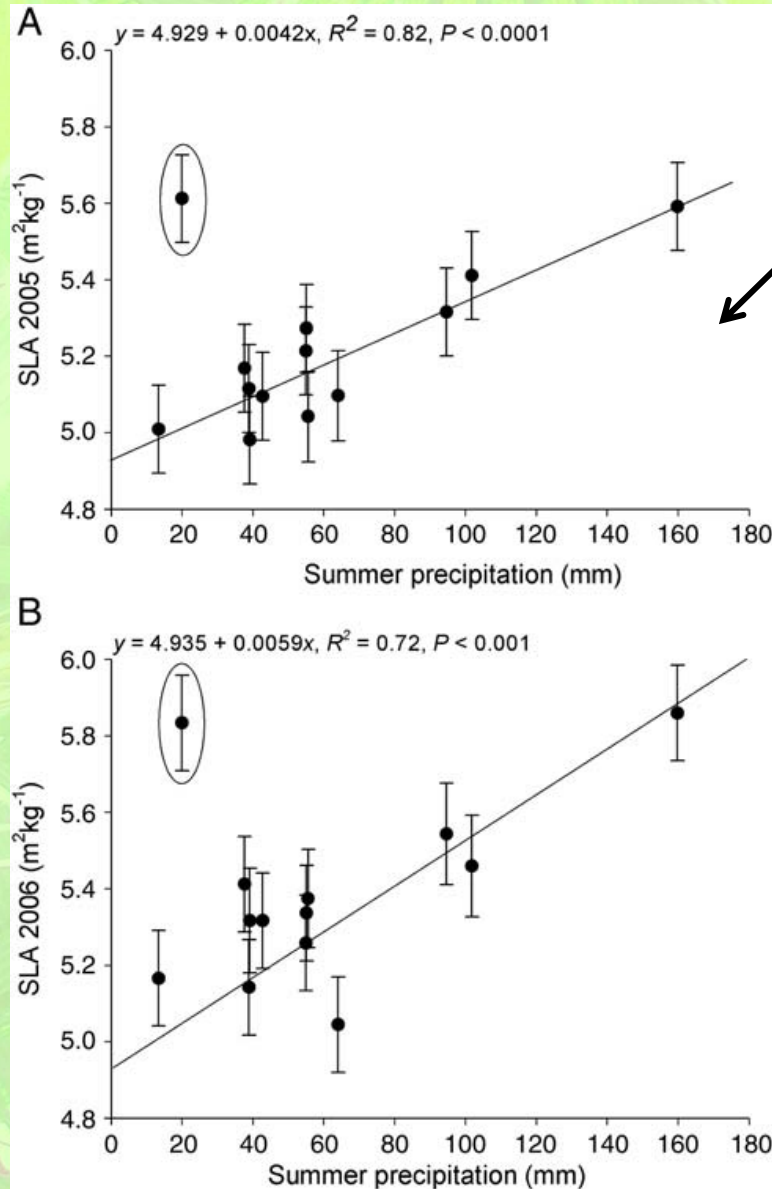 A
y = 4.929 + 0.0042x, R² = 0.82, P < 0.0001
6.0
5.8
5.6
5.4
5.2
5.0
4.8
SLA 2005 (m²kg⁻¹)
0 20 40 60 80 100 120 140 160 180
Summer precipitation (mm)
B
y = 4.935 + 0.0059x, R² = 0.72, P < 0.001
6.0
5.8
5.6
5.4
5.2
5.0
4.8
SLA 2006 (m²kg⁻¹)
0 20 40 60 80 100 120 140 160 180
Summer precipitation (mm)